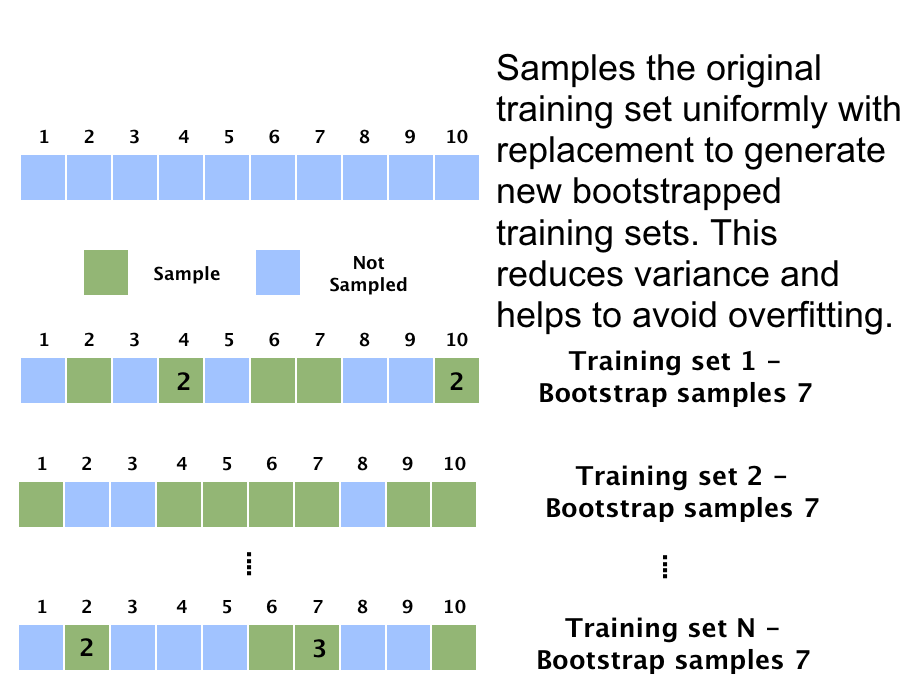 Samples the original
training set uniformly with
replacement to generate
new bootstrapped
training sets. This
reduces variance and
helps to avoid overfitting.
1 2 3 4 5 6 7 8 9 10
Sample
Not
Sampled
1 2 3 4 5 6 7 8 9 10
2 2
Training set 1 –
Bootstrap samples 7
1 2 3 4 5 6 7 8 9 10
Training set 2 –
Bootstrap samples 7
1 2 3 4 5 6 7 8 9 10
2 3
Training set N –
Bootstrap samples 7